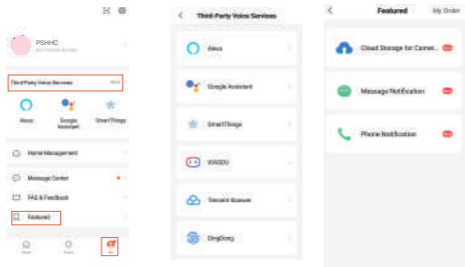 PSHHC
Third-Party Voice Services
Alexa
Google
Assistant
SmartThings
Home Management
Message Center
FAQ & Feedback
Featured
Third-Party Voice Services
Alexa
Google Assistant
SmartThings
XIAODU
Tencent Xiaowei
DingDong
Featured
My Order
Cloud Storage for Camer...
Message Notification
Phone Notification